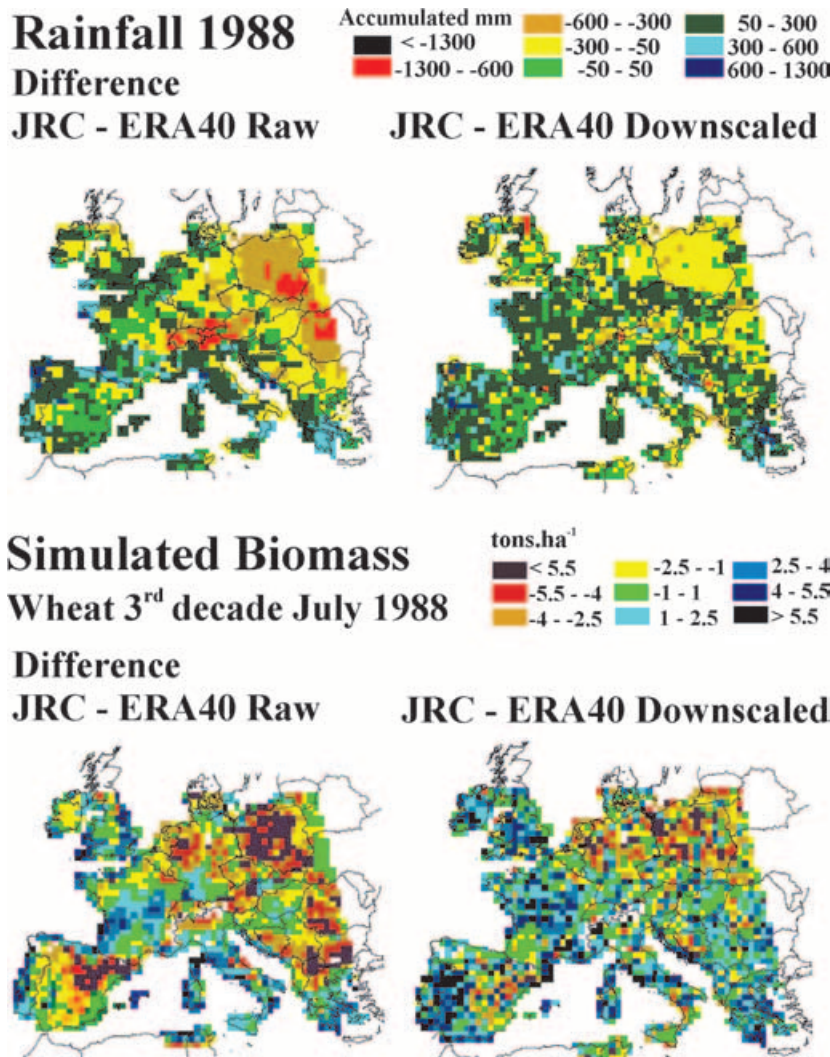 Rainfall 1988
Accumulated mm
< -1300
-1300 - -600
-600 - -300
-300 - -50
-50 - 50
50 - 300
300 - 600
600 - 1300
Difference
JRC - ERA40 Raw
JRC - ERA40 Downscaled
Simulated Biomass
Wheat 3rd decade July 1988
tons.ha-1
< 5.5
-5.5 - -4
-4 - -2.5
-2.5 - -1
-1 - 1
1 - 2.5
2.5 - 4
4 - 5.5
> 5.5
Difference
JRC - ERA40 Raw
JRC - ERA40 Downscaled